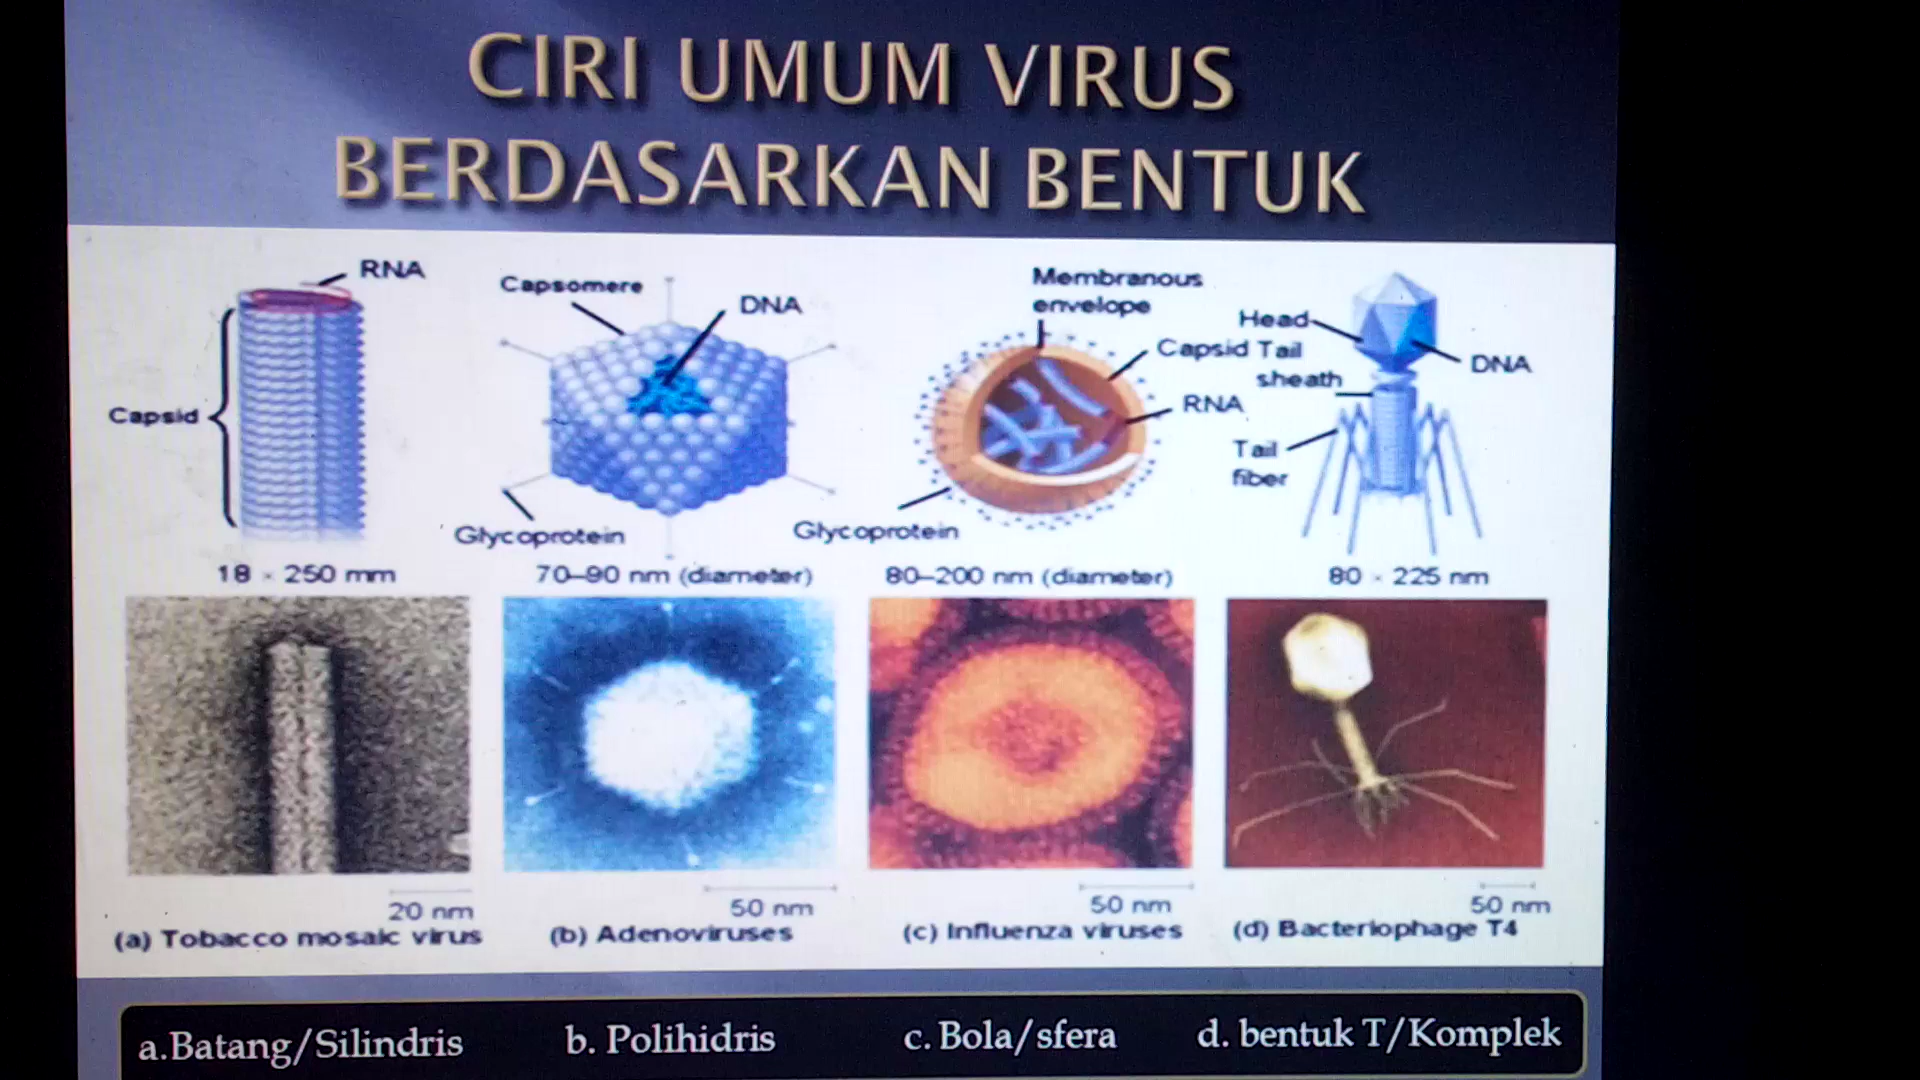 CIRI UMUM VIRUS
BERDASARKAN BENTUK
RNA
Capsid
18 × 250 mm
Capsomere
DNA
Glycoprotein
70–90 nm (diameter)
Membranous
envelope
Capsid
RNA
Glycoprotein
80–200 nm (diameter)
Head
DNA
Tail
sheath
Tail
fiber
80 × 225 nm
20 nm
50 nm
50 nm
50 nm
(a) Tobacco mosaic virus
(b) Adenoviruses
(c) Influenza viruses
(d) Bacteriophage T4
a.Batang/Silindris
b. Polihidris
c. Bola/sfera
d. bentuk T/Komplek